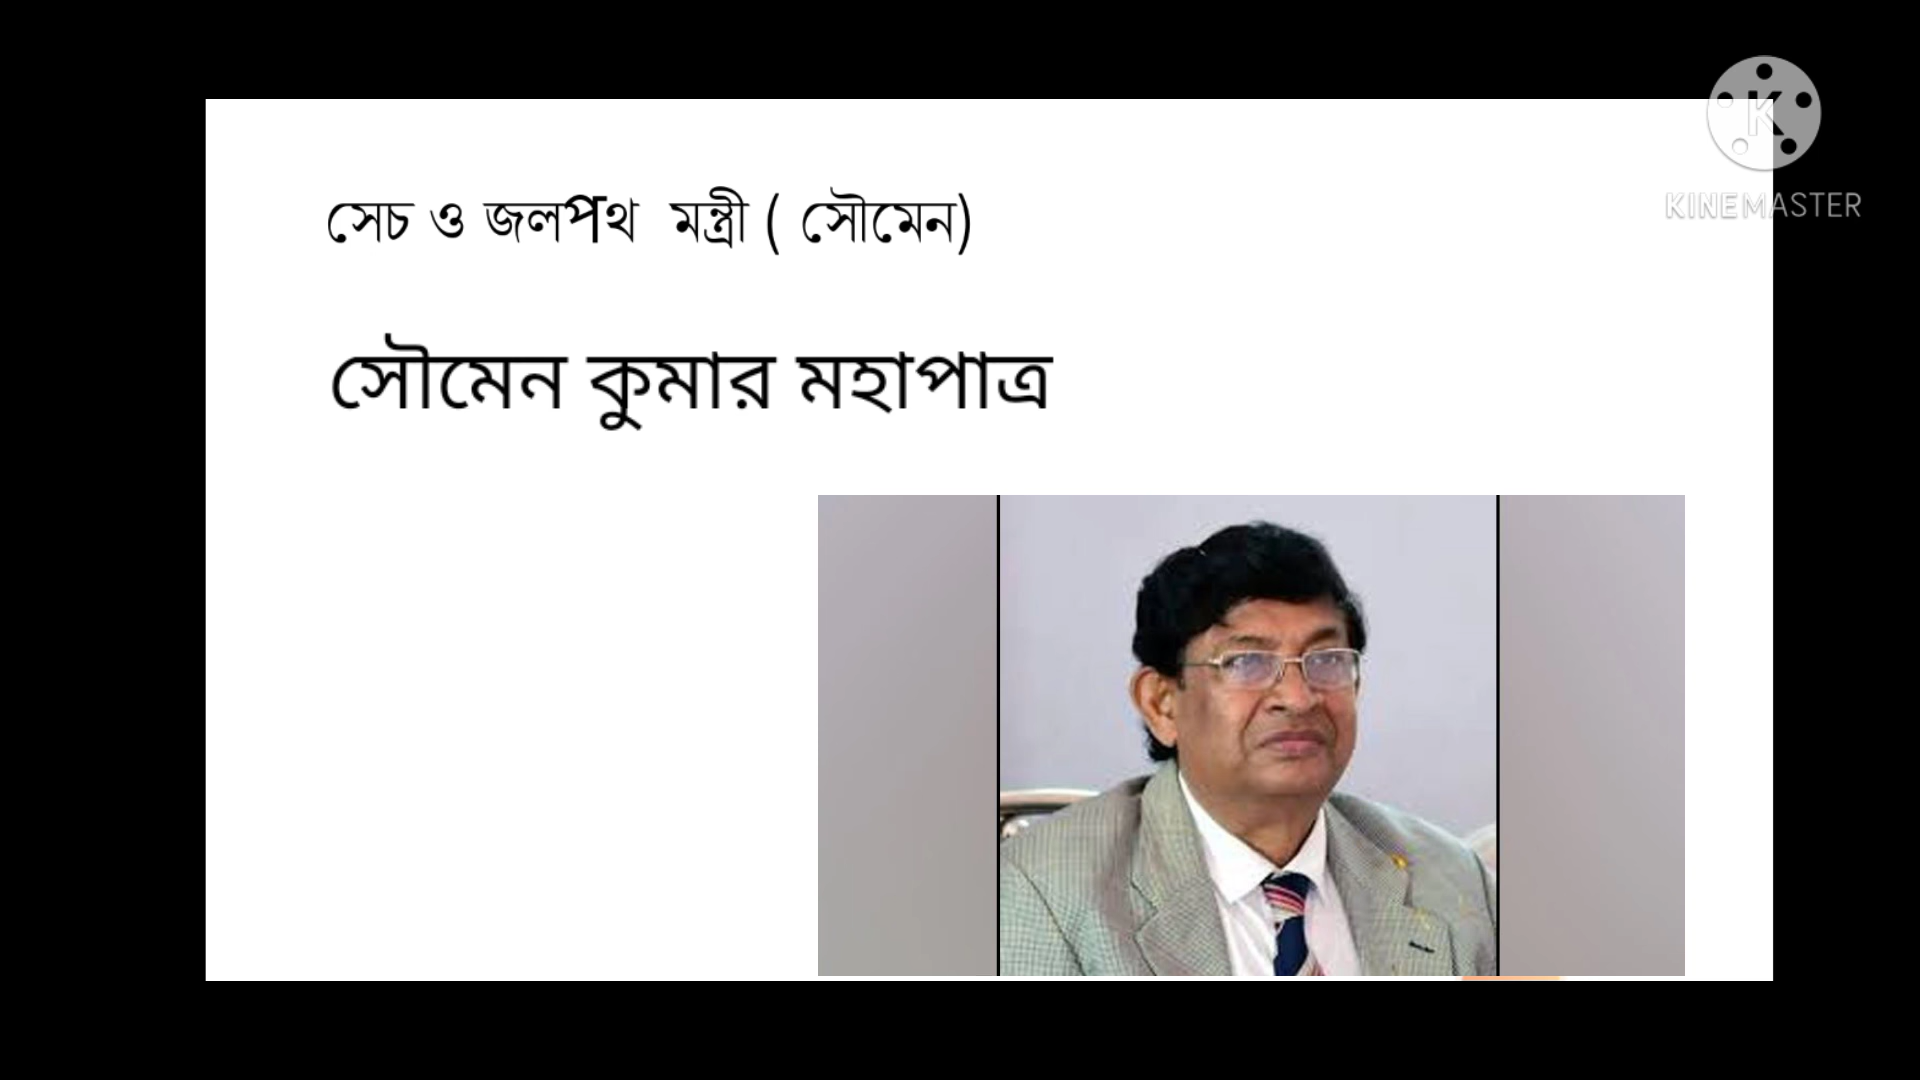 সেচ ও জলপথ মন্ত্রী ( সৌমেন)
সৌমেন কুমার মহাপাত্র
K
KINEMASTER